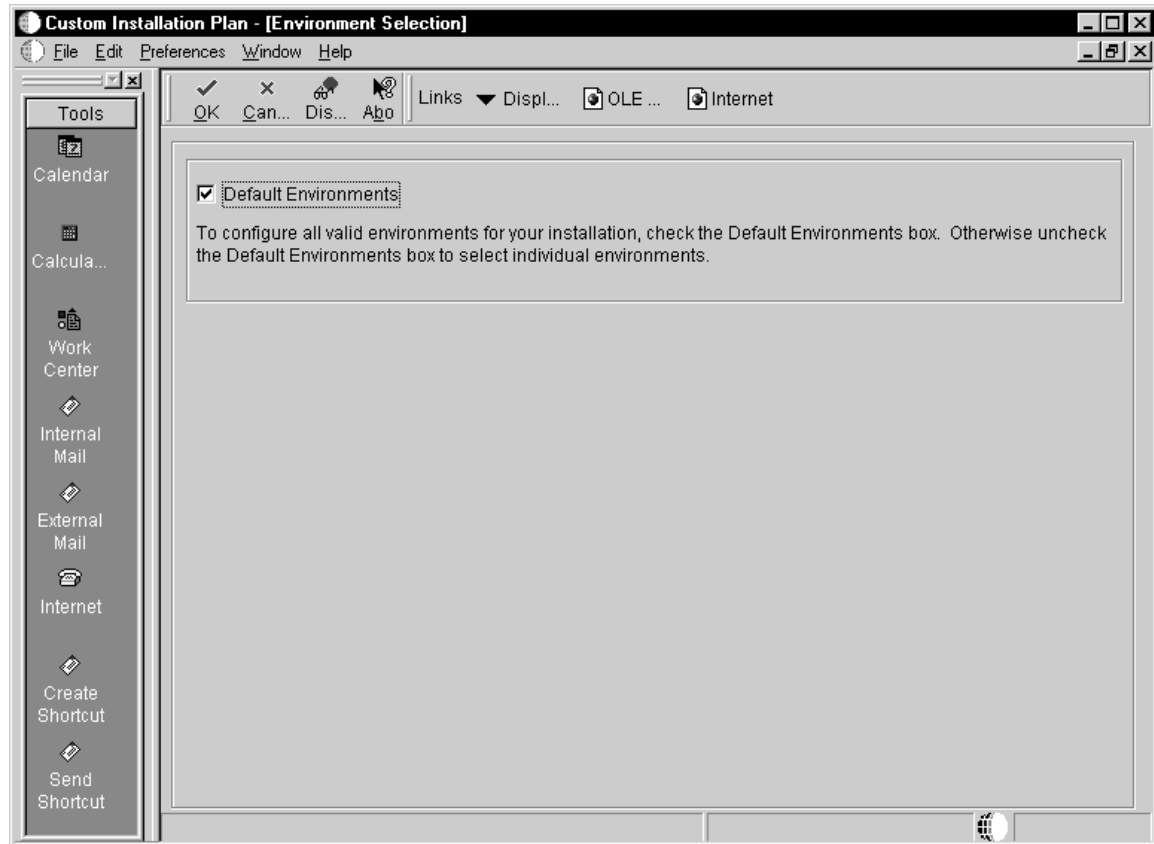 Custom Installation Plan - [Environment Selection]
File Edit Preferences Window Help
Tools
OK Can... Dis... Abo Links Displ... OLE ... Internet
Calendar
Calcula...
Work
Center
Internal
Mail
External
Mail
Internet
Create
Shortcut
Send
Shortcut
Default Environments
To configure all valid environments for your installation, check the Default Environments box. Otherwise uncheck
the Default Environments box to select individual environments.